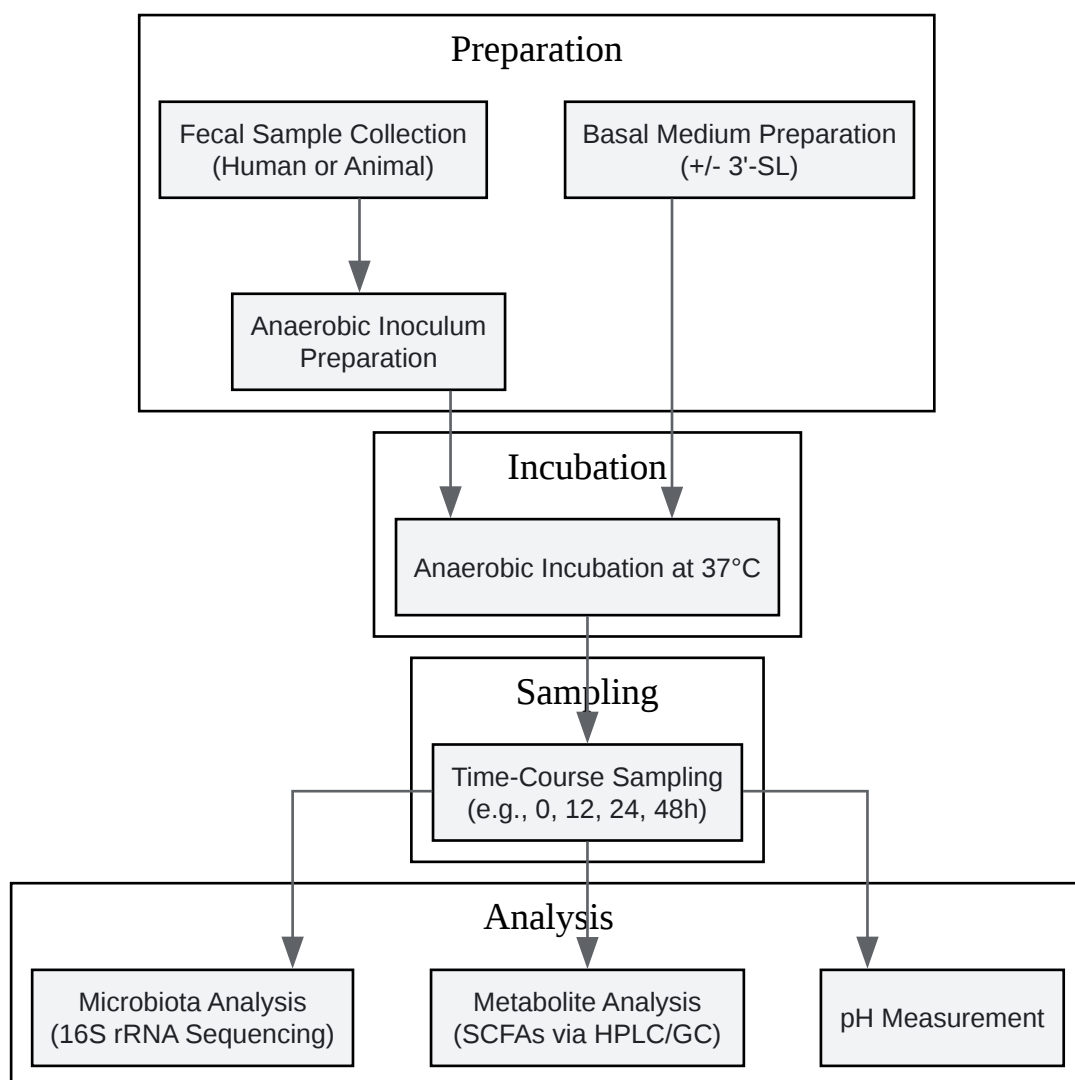 Preparation
Fecal Sample Collection
(Human or Animal)
Basal Medium Preparation
(+/- 3'-SL)
Anaerobic Inoculum
Preparation
Incubation
Anaerobic Incubation at 37°C
Sampling
Time-Course Sampling
(e.g., 0, 12, 24, 48h)
Analysis
Microbiota Analysis
(16S rRNA Sequencing)
Metabolite Analysis
(SCFAs via HPLC/GC)
pH Measurement